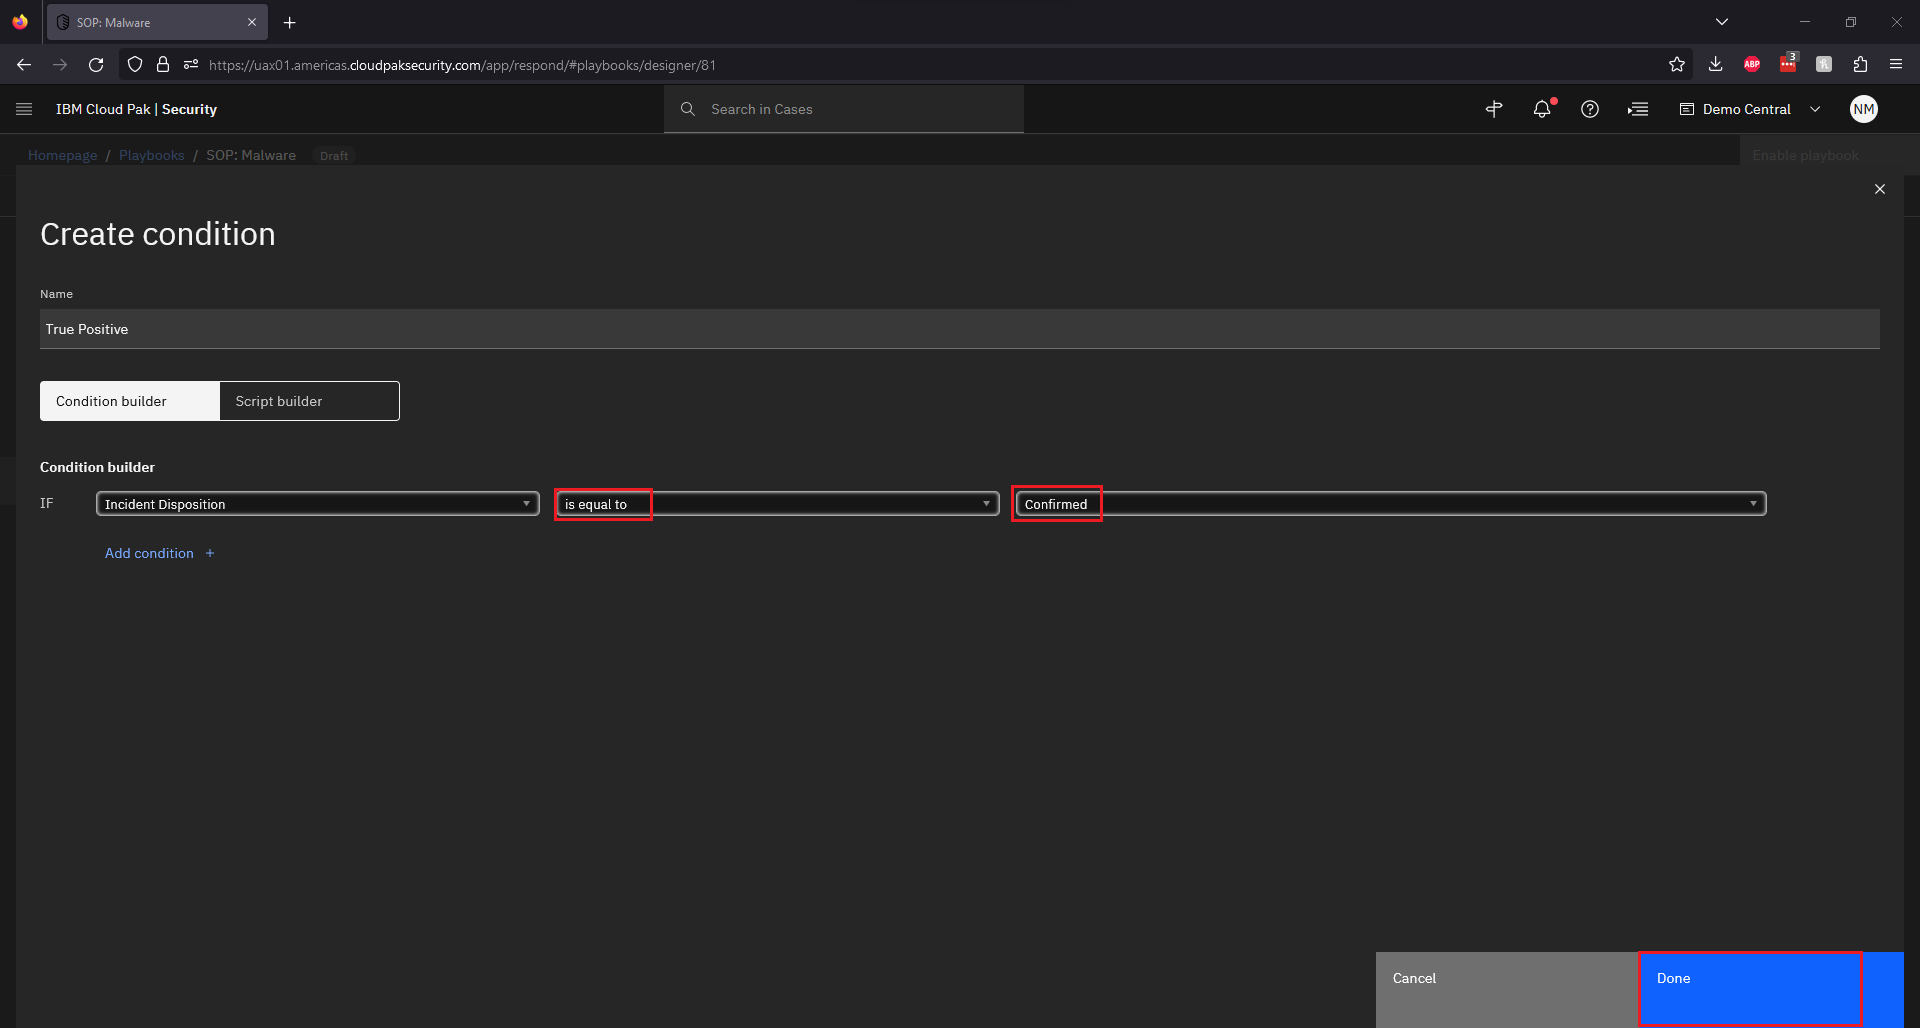 SOP: Malware
https://uax01.americas.cloudpaksecurity.com/app/respond/#playbooks/designer/81
ABP
3
IBM Cloud Pak | Security
Search in Cases
Demo Central
NM
Homepage / Playbooks / SOP: Malware Draft
Enable playbook
Create condition
Name
True Positive
Condition builder Script builder
Condition builder
IF Incident Disposition is equal to Confirmed
Add condition +
Cancel Done